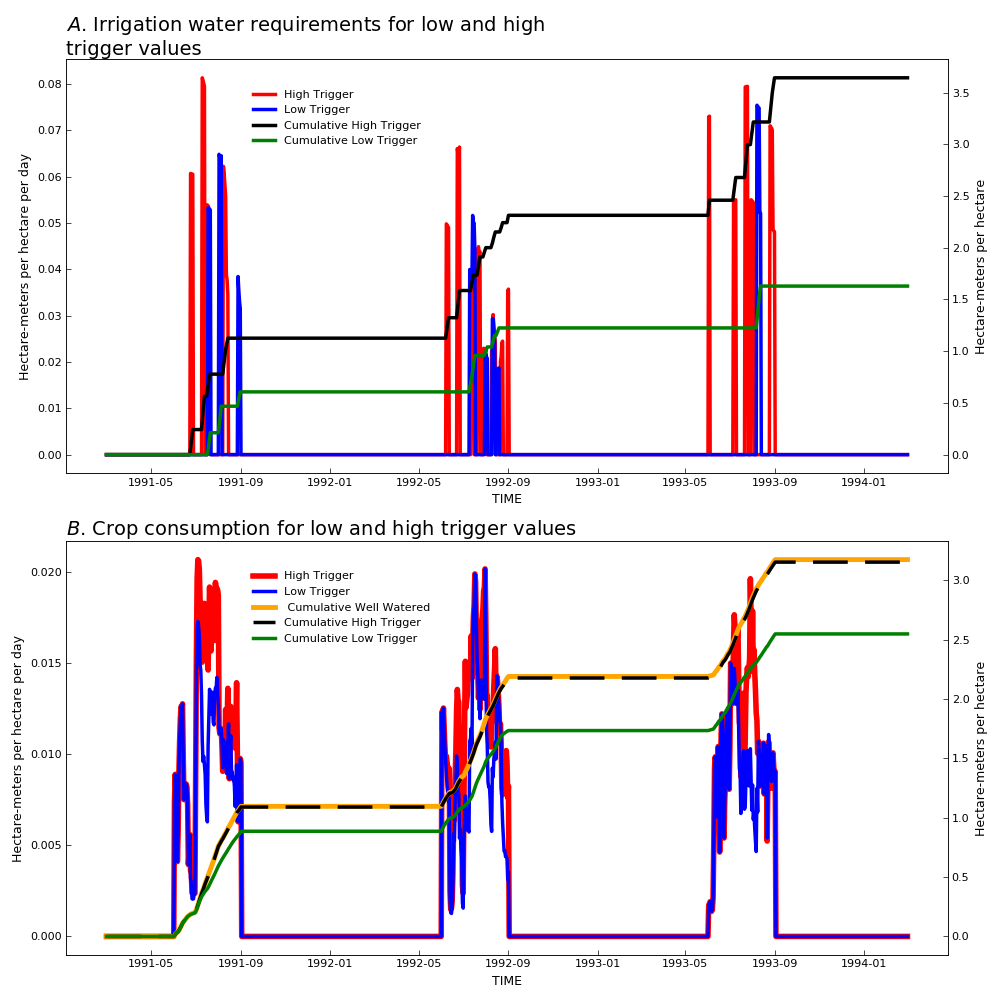 A. Irrigation water requirements for low and high
trigger values
High Trigger
Low Trigger
Cumulative High Trigger
Cumulative Low Trigger
Hectare-meters per hectare per day
0.08
0.07
0.06
0.05
0.04
0.03
0.02
0.01
0.00
3.5
3.0
2.5
2.0
1.5
1.0
0.5
0.0
Hectare-meters per hectare
1991-05 1991-09 1992-01 1992-05 1992-09 1993-01 1993-05 1993-09 1994-01
TIME
B. Crop consumption for low and high trigger values
High Trigger
Low Trigger
Cumulative Well Watered
Cumulative High Trigger
Cumulative Low Trigger
Hectare-meters per hectare per day
0.020
0.015
0.010
0.005
0.000
3.0
2.5
2.0
1.5
1.0
0.5
0.0
Hectare-meters per hectare
1991-05 1991-09 1992-01 1992-05 1992-09 1993-01 1993-05 1993-09 1994-01
TIME